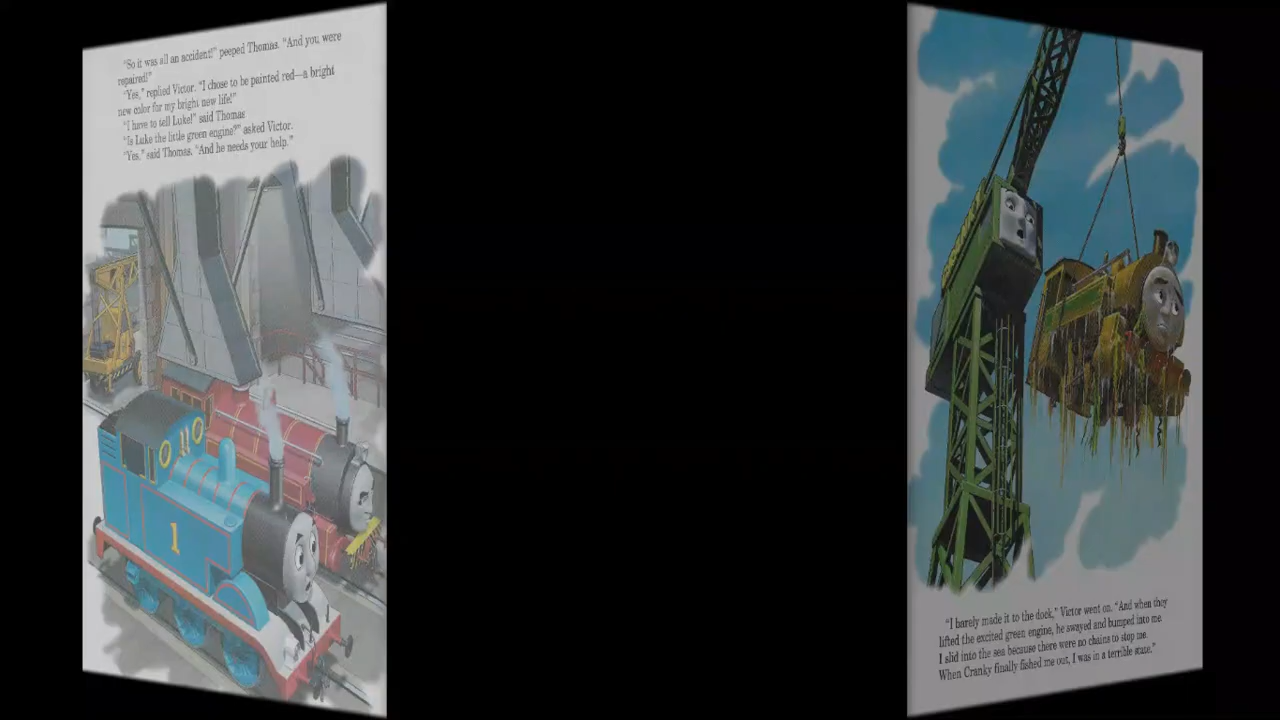 "So it was all an accident!" peeped Thomas. "And you were
repaired!"
"Yes," replied Victor. "I chose to be painted red—a bright
new color for my bright new life!"
"I have to tell Luke!" said Thomas
"Is Luke the little green engine?" asked Victor.
"Yes," said Thomas. "And he needs your help."
1
"I barely made it to the dock," Victor went on. "And when they
lifted the excited green engine, he swayed and bumped into me.
I slid into the sea because there were no chains to stop me.
When Cranky finally fished me out, I was in a terrible state."